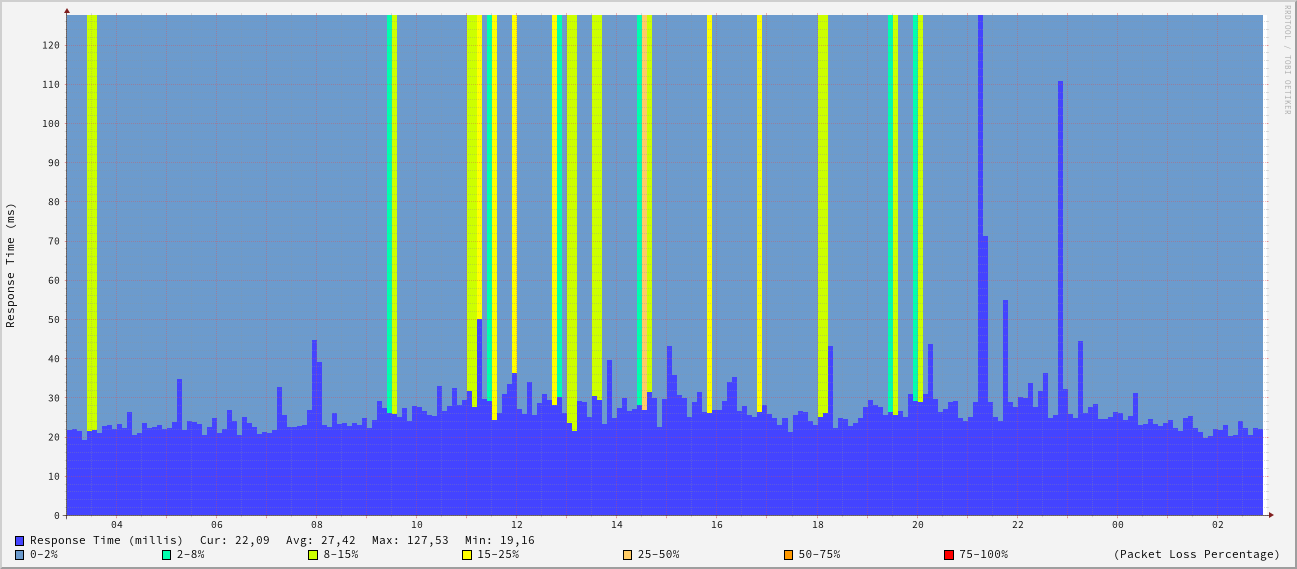 RRDTOOL / TOBI OETIKER
Response Time (ms)
120
110
100
90
80
70
60
50
40
30
20
10
0
04 06 08 10 12 14 16 18 20 22 00 02
Response Time (millis) Cur: 22,09 Avg: 27,42 Max: 127,53 Min: 19,16
0-2% 2-8% 8-15% 15-25% 25-50% 50-75% 75-100% (Packet Loss Percentage)